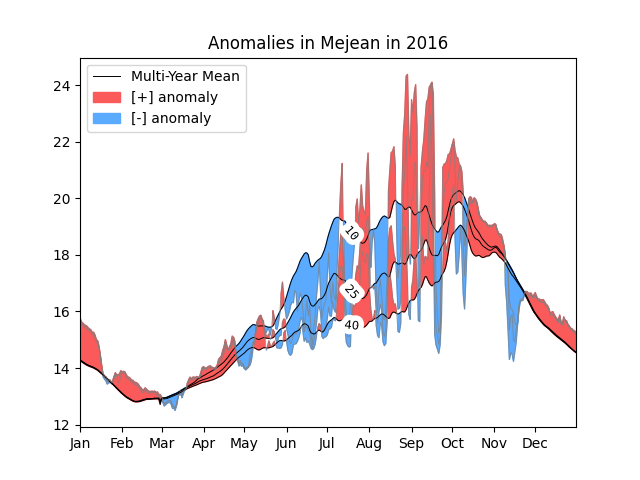 Anomalies in Mejean in 2016
Multi-Year Mean
[+] anomaly
[-] anomaly
24
22
20
18
16
14
12
10
25
40
Jan Feb Mar Apr May Jun Jul Aug Sep Oct Nov Dec